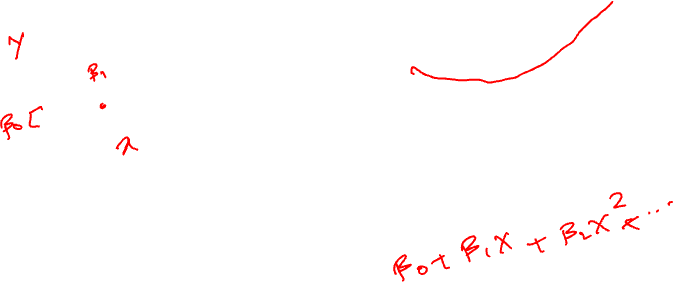 Y
β₁
β₀ [
x
β₀ + β₁X + β₂X² + ...